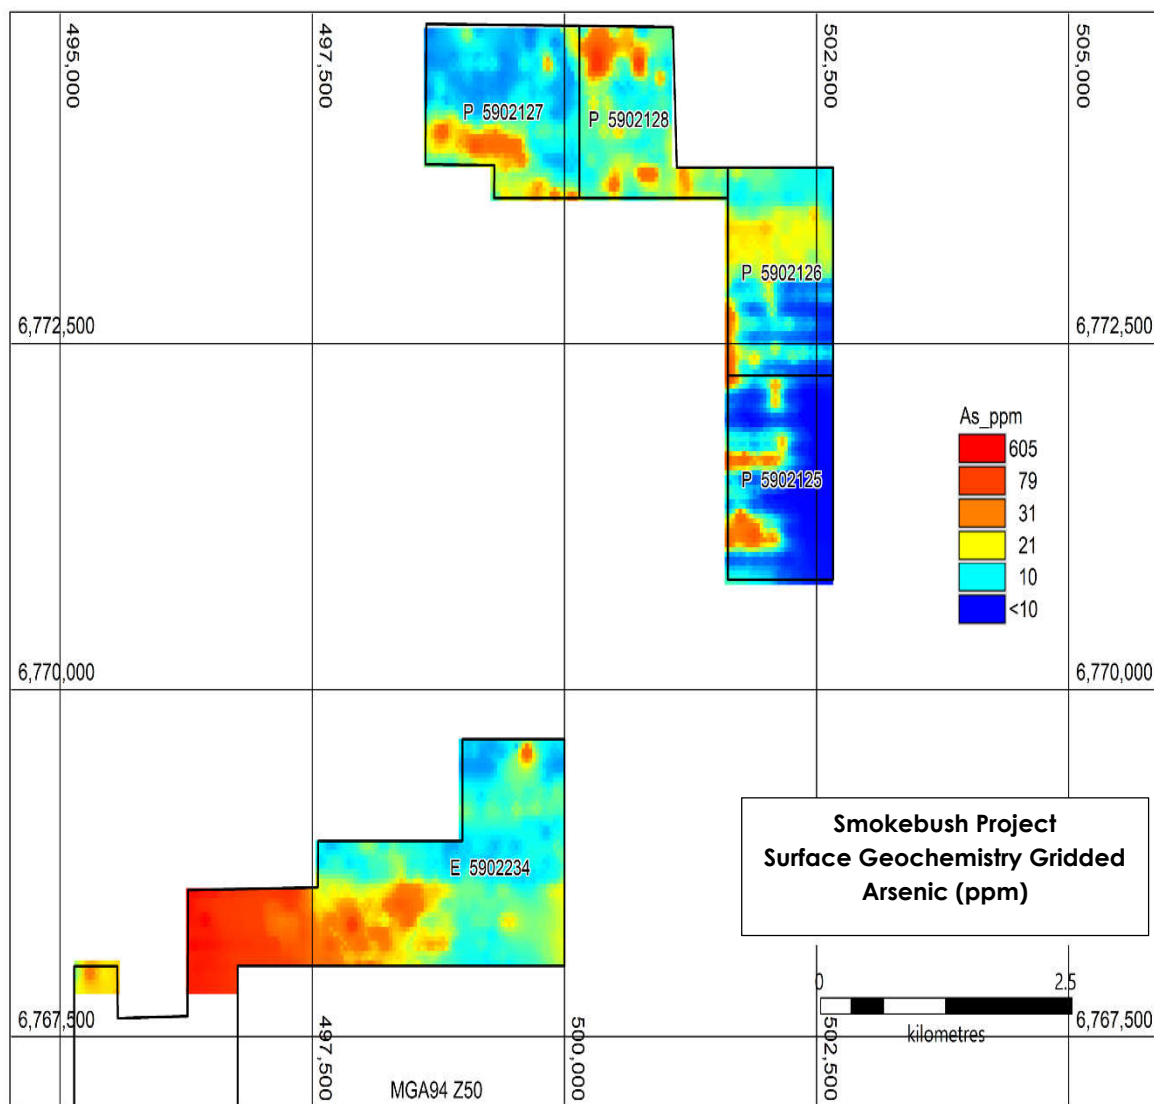 495,000
497,500
502,500
505,000
P 5902127
P 5902128
P 5902126
6,772,500
6,772,500
As_ppm
605
79
31
21
10
<10
P 5902125
6,770,000
6,770,000
E 5902234
Smokebush Project
Surface Geochemistry Gridded
Arsenic (ppm)
0
2.5
kilometres
6,767,500
6,767,500
497,500
500,000
502,500
MGA94 Z50